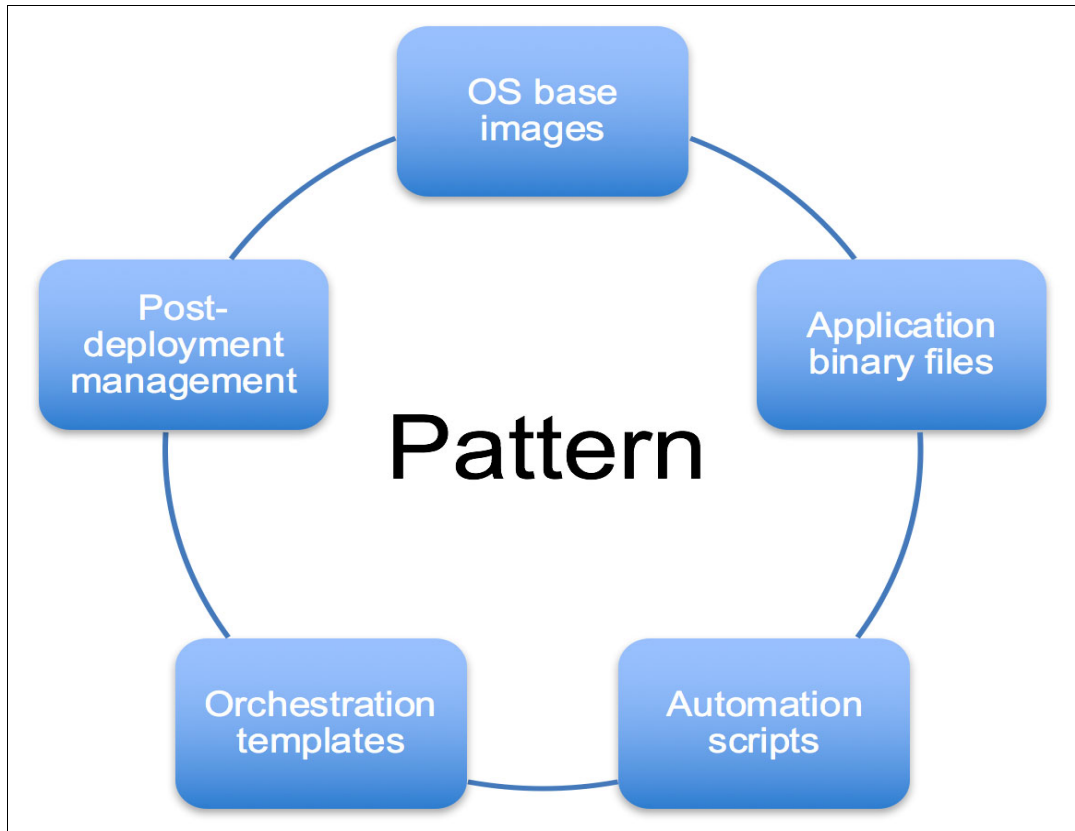 OS base
images
Application
binary files
Automation
scripts
Orchestration
templates
Post-
deployment
management
Pattern